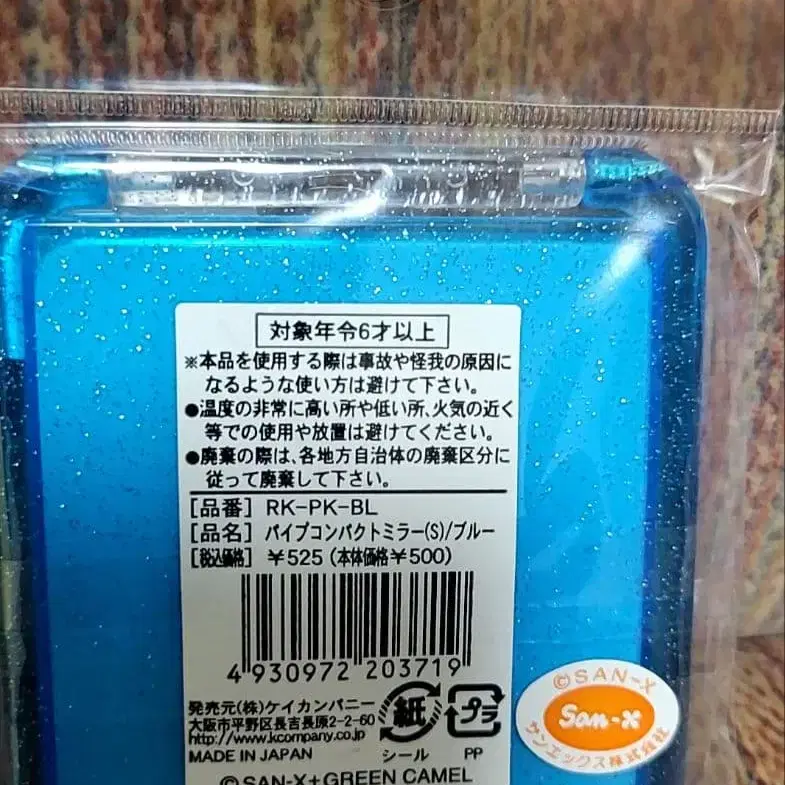 対象年令6才以上
※本品を使用する際は事故や怪我の原因に
なるような使い方は避けて下さい。
●温度の非常に高い所や低い所、火気の近く
等での使用や放置は避けてください。
●廃棄の際は、各地方自治体の廃棄区分に
従って廃棄して下さい。
[品番] RK-PK-BL
[品名] パイプコンパクトミラー(S)/ブルー
[税込価格] ¥525 (本体価格¥500)
4 930972 203719
発売元(株)ケイカンパニー
大阪市平野区長吉長原2-2-60
http://www.kcompany.co.jp/
MADE IN JAPAN
紙
シール
プラ
PP
©SAN-X+GREEN CAMEL
©SAN-X
San-x
サンエックス株式会社